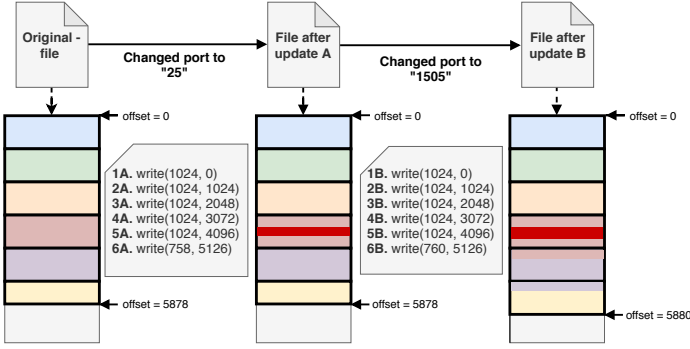 Original -
file
Changed port to
"25"
File after
update A
Changed port to
"1505"
File after
update B
offset = 0
offset = 0
offset = 0
1A. write(1024, 0)
2A. write(1024, 1024)
3A. write(1024, 2048)
4A. write(1024, 3072)
5A. write(1024, 4096)
6A. write(758, 5126)
1B. write(1024, 0)
2B. write(1024, 1024)
3B. write(1024, 2048)
4B. write(1024, 3072)
5B. write(1024, 4096)
6B. write(760, 5126)
offset = 5878
offset = 5878
offset = 5880